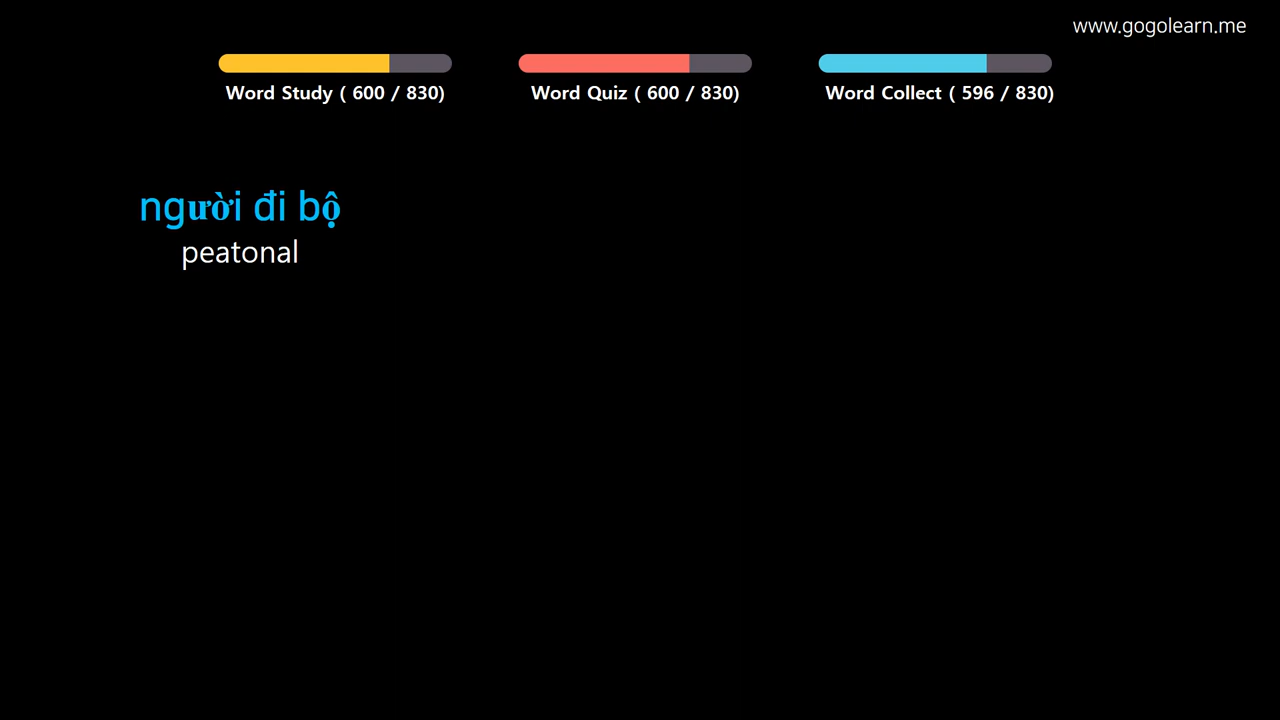 www.gogolearn.me
Word Study ( 600 / 830)
Word Quiz ( 600 / 830)
Word Collect ( 596 / 830)
người đi bộ
peatonal